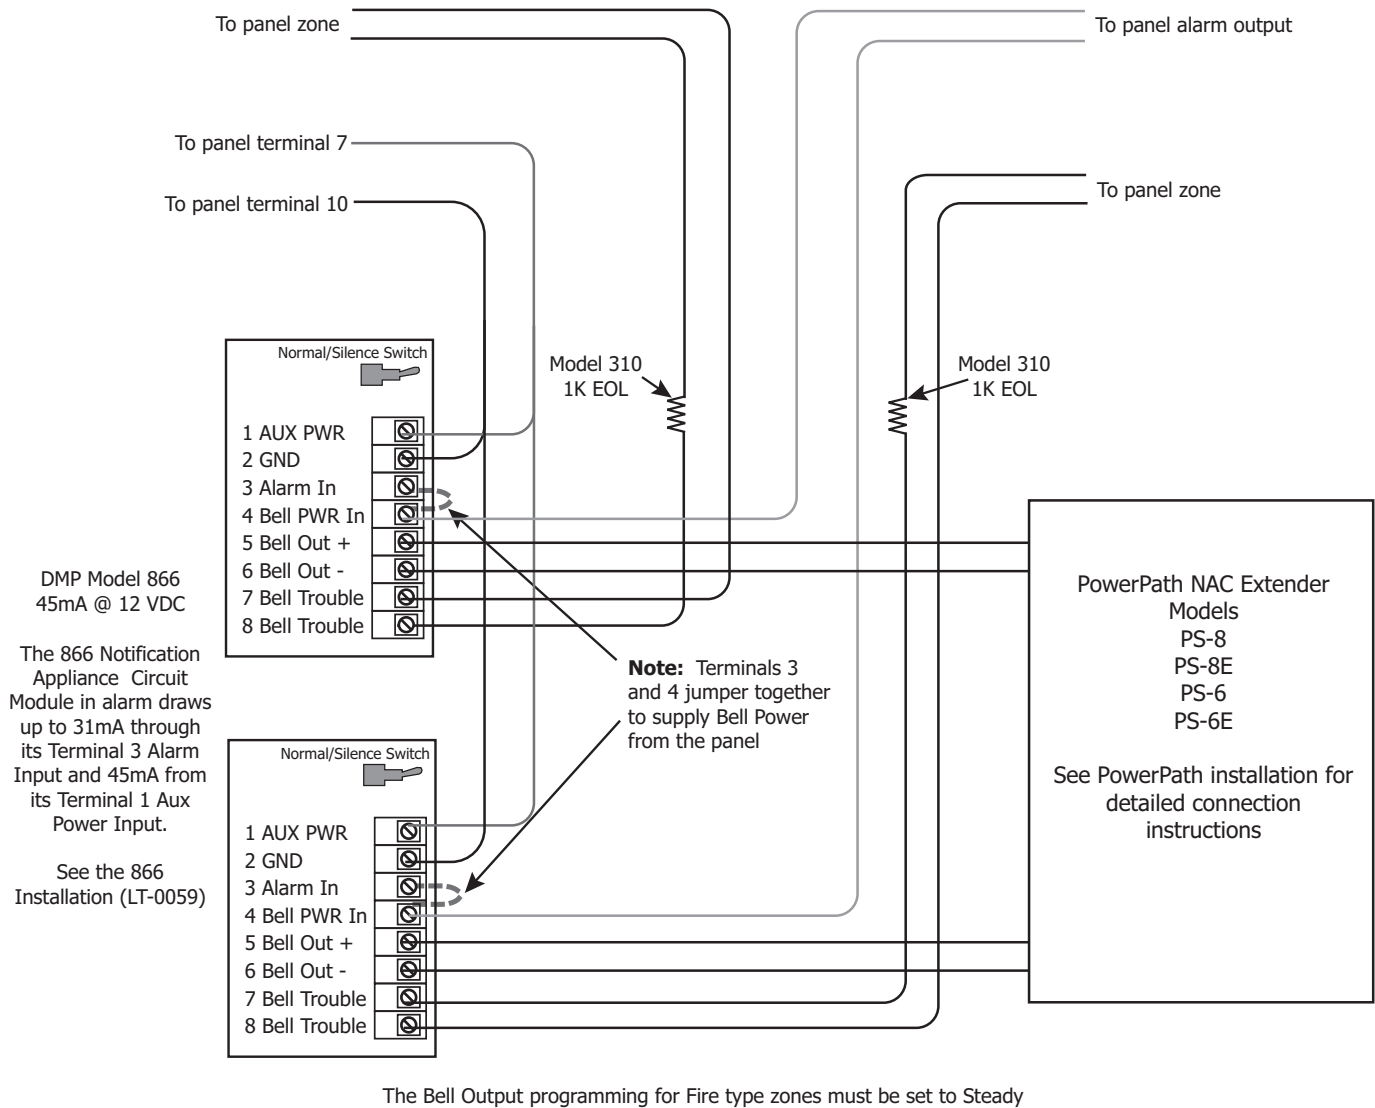 To panel zone
To panel alarm output
To panel terminal 7
To panel terminal 10
To panel zone
Normal/Silence Switch
Model 310
1K EOL
Model 310
1K EOL
1 AUX PWR
2 GND
3 Alarm In
4 Bell PWR In
5 Bell Out +
6 Bell Out -
7 Bell Trouble
8 Bell Trouble
DMP Model 866
45mA @ 12 VDC
The 866 Notification
Appliance Circuit
Module in alarm draws
up to 31mA through
its Terminal 3 Alarm
Input and 45mA from
its Terminal 1 Aux
Power Input.
See the 866
Installation (LT-0059)
Note: Terminals 3
and 4 jumper together
to supply Bell Power
from the panel
PowerPath NAC Extender
Models
PS-8
PS-8E
PS-6
PS-6E
See PowerPath installation for
detailed connection
instructions
Normal/Silence Switch
1 AUX PWR
2 GND
3 Alarm In
4 Bell PWR In
5 Bell Out +
6 Bell Out -
7 Bell Trouble
8 Bell Trouble
The Bell Output programming for Fire type zones must be set to Steady